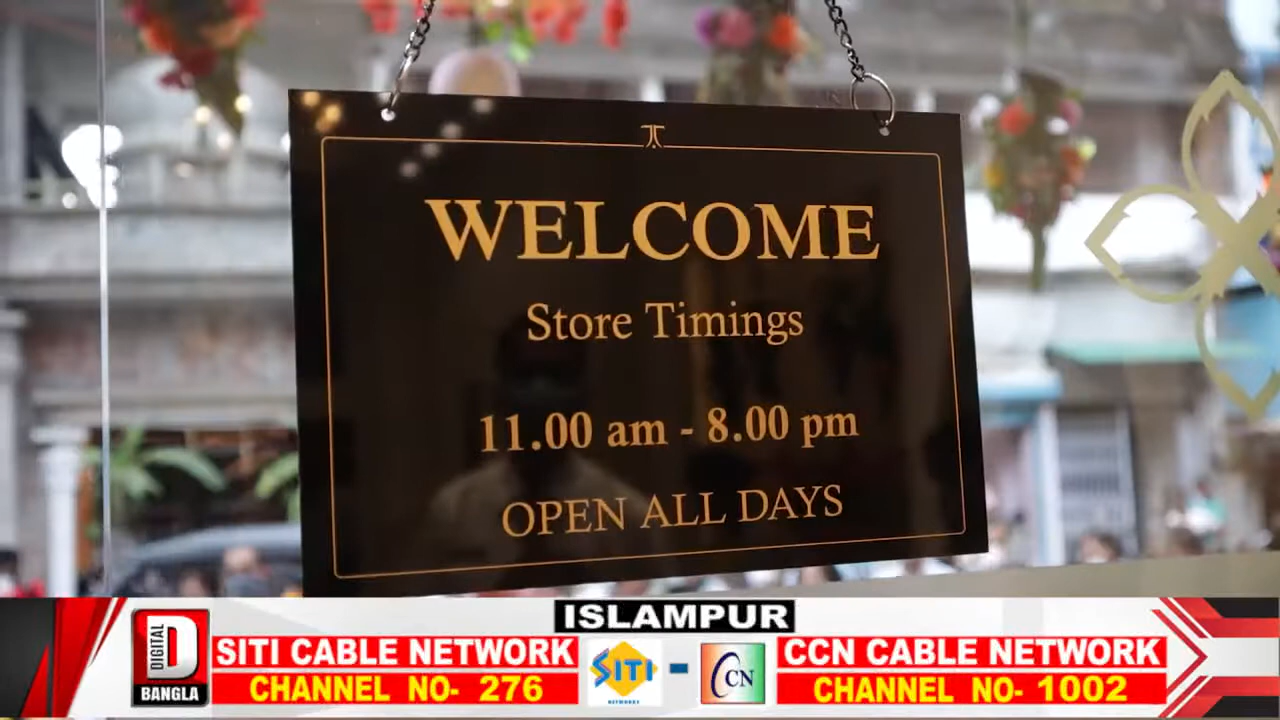 WELCOME
Store Timings
11.00 am - 8.00 pm
OPEN ALL DAYS
ISLAMPUR
DIGITAL
D
BANGLA
SITI CABLE NETWORK
CHANNEL NO- 276
SITI
NETWORKS
-
CCN
CCN CABLE NETWORK
CHANNEL NO- 1002